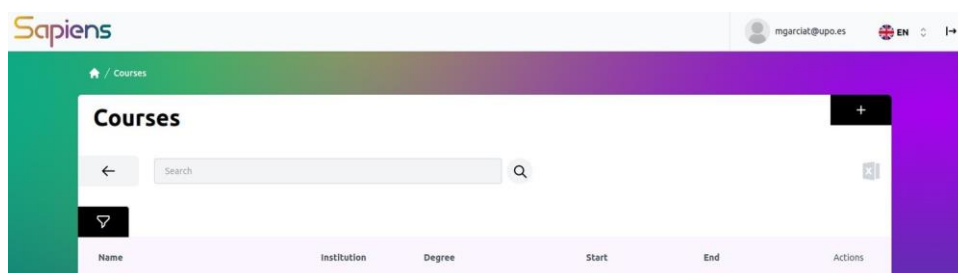 Sapiens
mgarciat@upo.es EN
/ Courses
Courses
+
Search
Name Institution Degree Start End Actions